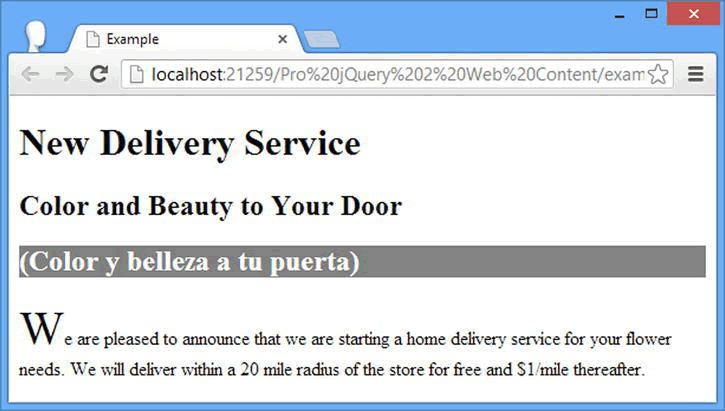 Example
localhost:21259/Pro%20jQuery%202%20Web%20Content/exam
New Delivery Service
Color and Beauty to Your Door
(Color y belleza a tu puerta)
We are pleased to announce that we are starting a home delivery service for your flower
needs. We will deliver within a 20 mile radius of the store for free and $1/mile thereafter.